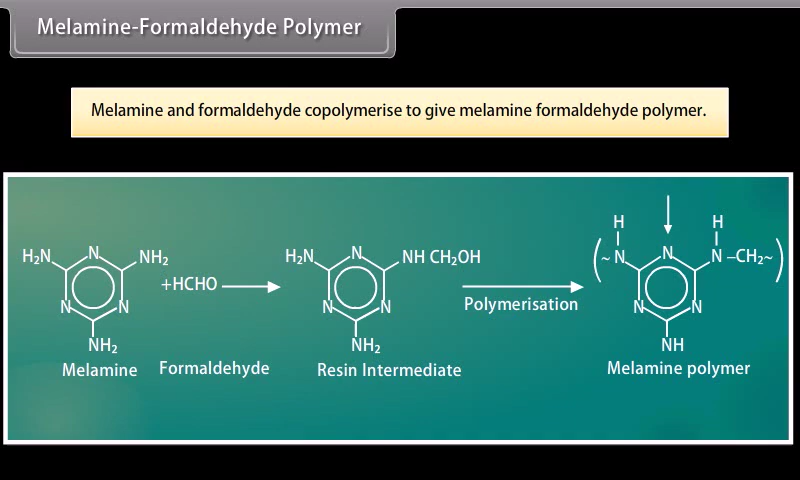 Melamine-Formaldehyde Polymer
Melamine and formaldehyde copolymerise to give melamine formaldehyde polymer.
H₂N N NH₂ N N NH₂
+HCHO
H₂N N NH CH₂OH N N NH₂
Polymerisation
H H
(~ N N N –CH₂~) N N NH
Melamine Formaldehyde Resin Intermediate Melamine polymer